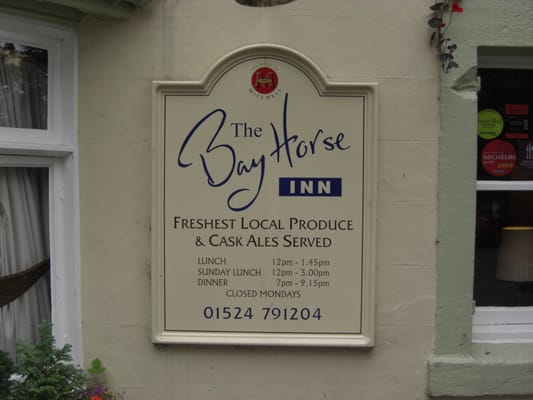 MITCHELL
The
Bay Horse
INN
FRESHEST LOCAL PRODUCE
& CASK ALES SERVED
LUNCH 12pm - 1.45pm
SUNDAY LUNCH 12pm - 3.00pm
DINNER 7pm - 9.15pm
CLOSED MONDAYS
01524 791204
MICHELIN